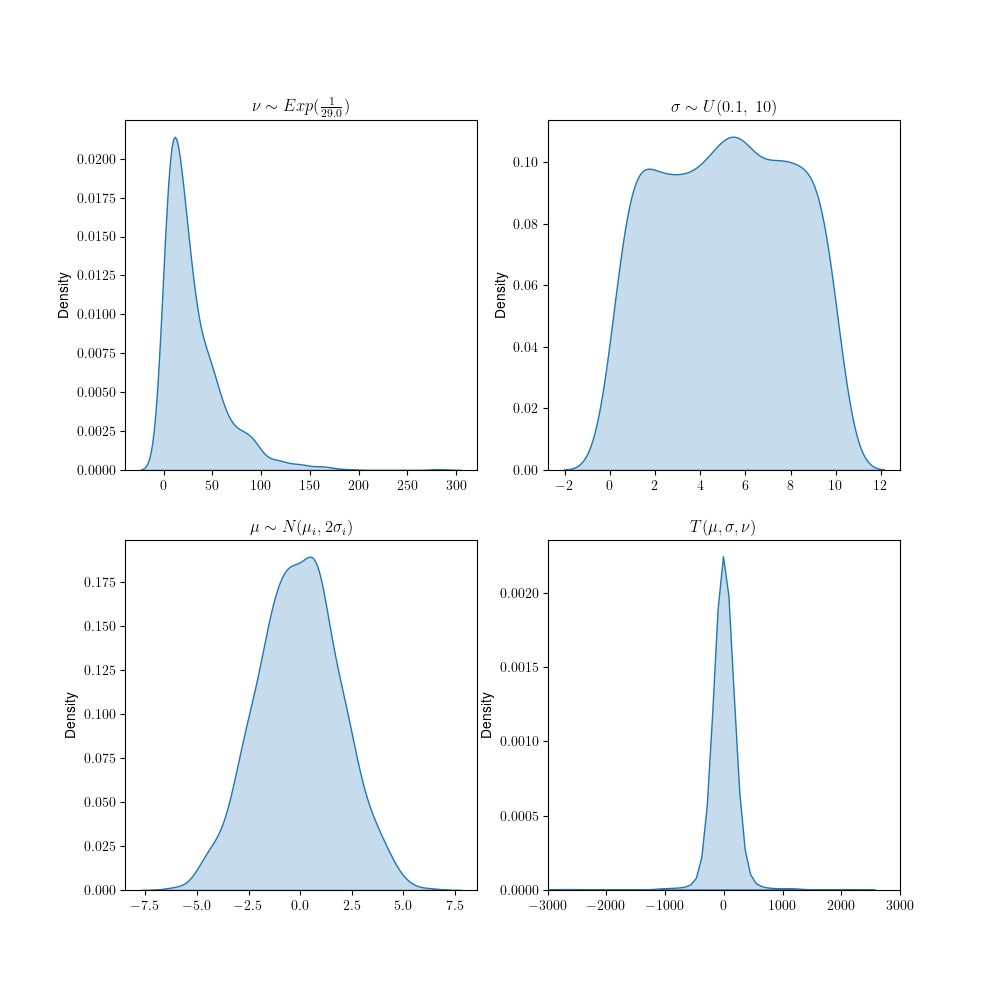 ν ∼ Exp(1/29.0)
Density
0.0200
0.0175
0.0150
0.0125
0.0100
0.0075
0.0050
0.0025
0.0000
0 50 100 150 200 250 300
σ ∼ U(0.1, 10)
Density
0.10
0.08
0.06
0.04
0.02
0.00
−2 0 2 4 6 8 10 12
μ ∼ N(μᵢ, 2σᵢ)
Density
0.175
0.150
0.125
0.100
0.075
0.050
0.025
0.000
−7.5 −5.0 −2.5 0.0 2.5 5.0 7.5
T(μ, σ, ν)
Density
0.0020
0.0015
0.0010
0.0005
0.0000
−3000 −2000 −1000 0 1000 2000 3000